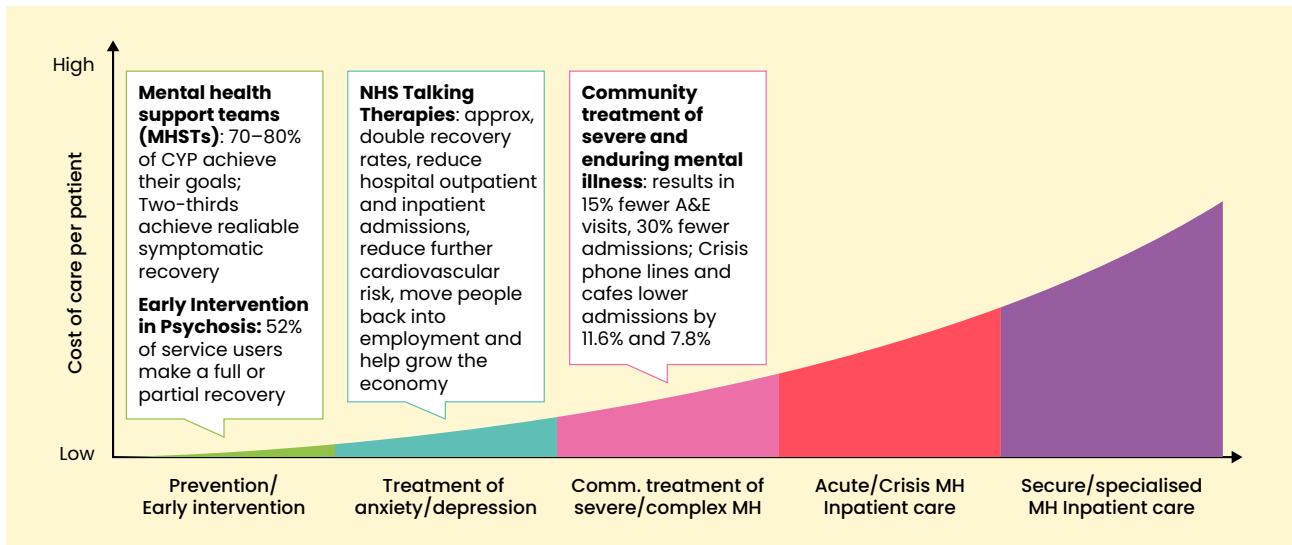 High
Cost of care per patient
Low
Mental health
support teams
(MHSTs): 70–80%
of CYP achieve
their goals;
Two-thirds
achieve realiable
symptomatic
recovery
Early Intervention
in Psychosis: 52%
of service users
make a full or
partial recovery
NHS Talking
Therapies: approx,
double recovery
rates, reduce
hospital outpatient
and inpatient
admissions,
reduce further
cardiovascular
risk, move people
back into
employment and
help grow the
economy
Community
treatment of
severe and
enduring mental
illness: results in
15% fewer A&E
visits, 30% fewer
admissions; Crisis
phone lines and
cafes lower
admissions by
11.6% and 7.8%
Prevention/
Early intervention
Treatment of
anxiety/depression
Comm. treatment of
severe/complex MH
Acute/Crisis MH
Inpatient care
Secure/specialised
MH Inpatient care